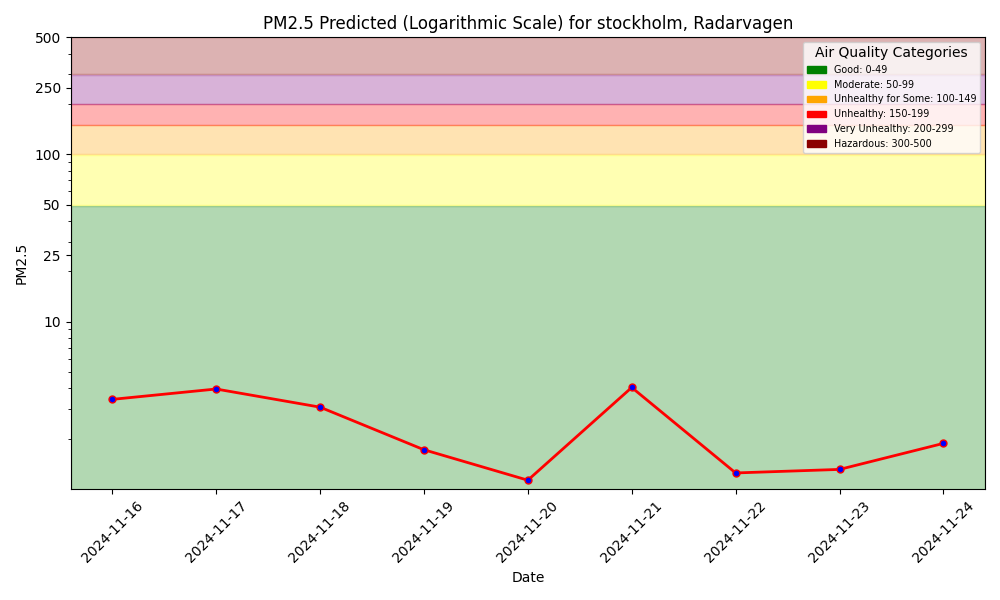 PM2.5 Predicted (Logarithmic Scale) for stockholm, Radarvagen
500
250
100
50
25
10
PM2.5
Air Quality Categories
Good: 0-49
Moderate: 50-99
Unhealthy for Some: 100-149
Unhealthy: 150-199
Very Unhealthy: 200-299
Hazardous: 300-500
2024-11-16
2024-11-17
2024-11-18
2024-11-19
2024-11-20
2024-11-21
2024-11-22
2024-11-23
2024-11-24
Date